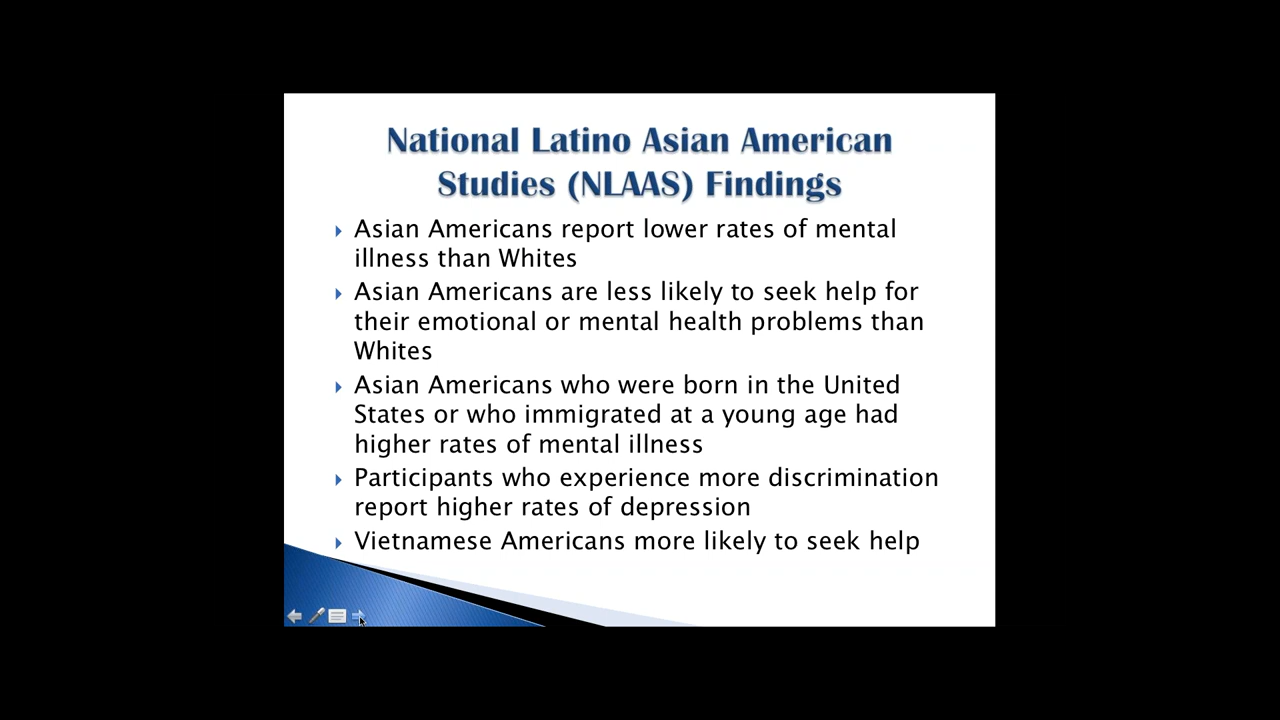 National Latino Asian American
Studies (NLAAS) Findings
Asian Americans report lower rates of mental
illness than Whites
Asian Americans are less likely to seek help for
their emotional or mental health problems than
Whites
Asian Americans who were born in the United
States or who immigrated at a young age had
higher rates of mental illness
Participants who experience more discrimination
report higher rates of depression
Vietnamese Americans more likely to seek help